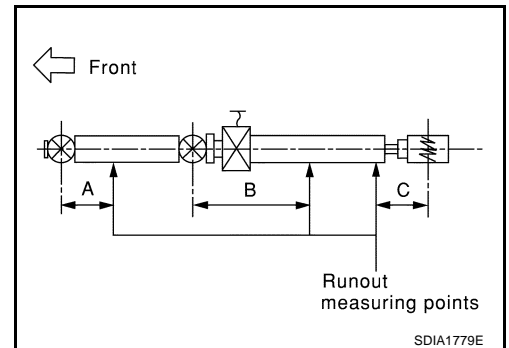 Front
A
B
C
Runout
measuring points
SDIA1779E